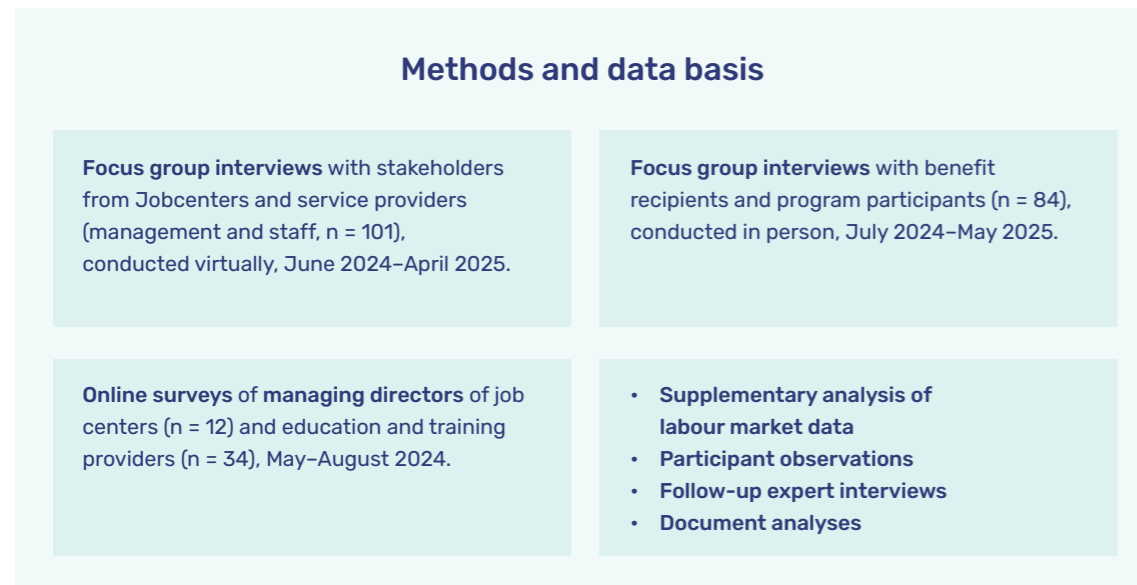 Methods and data basis
Focus group interviews with stakeholders
from Jobcenters and service providers
(management and staff, n = 101),
conducted virtually, June 2024–April 2025.
Focus group interviews with benefit
recipients and program participants (n = 84),
conducted in person, July 2024–May 2025.
Online surveys of managing directors of job
centers (n = 12) and education and training
providers (n = 34), May–August 2024.
• Supplementary analysis of
labour market data
• Participant observations
• Follow-up expert interviews
• Document analyses